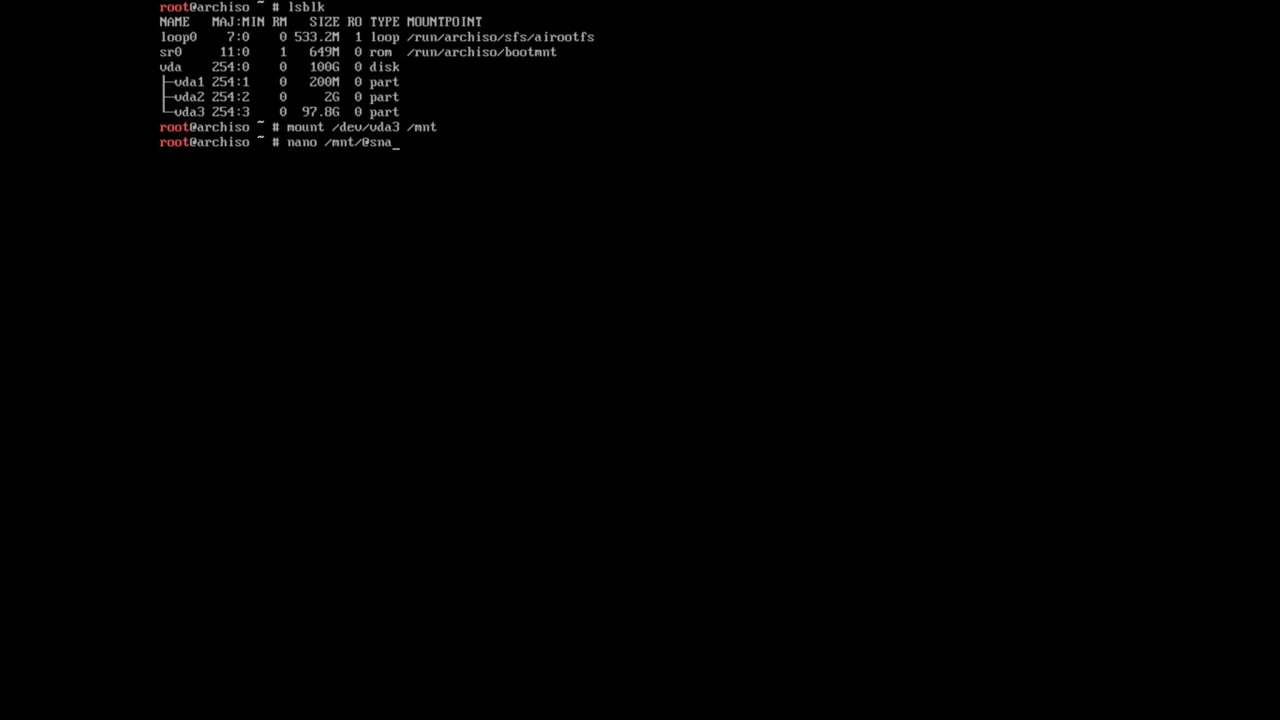 root@archiso ~ # lsblk
NAME   MAJ:MIN RM   SIZE RO TYPE MOUNTPOINT
loop0    7:0    0 533.2M  1 loop /run/archiso/sfs/airootfs
sr0     11:0    1   649M  0 rom  /run/archiso/bootmnt
vda    254:0    0   100G  0 disk
├─vda1 254:1    0   200M  0 part
├─vda2 254:2    0     2G  0 part
└─vda3 254:3    0  97.8G  0 part
root@archiso ~ # mount /dev/vda3 /mnt
root@archiso ~ # nano /mnt/@sna_